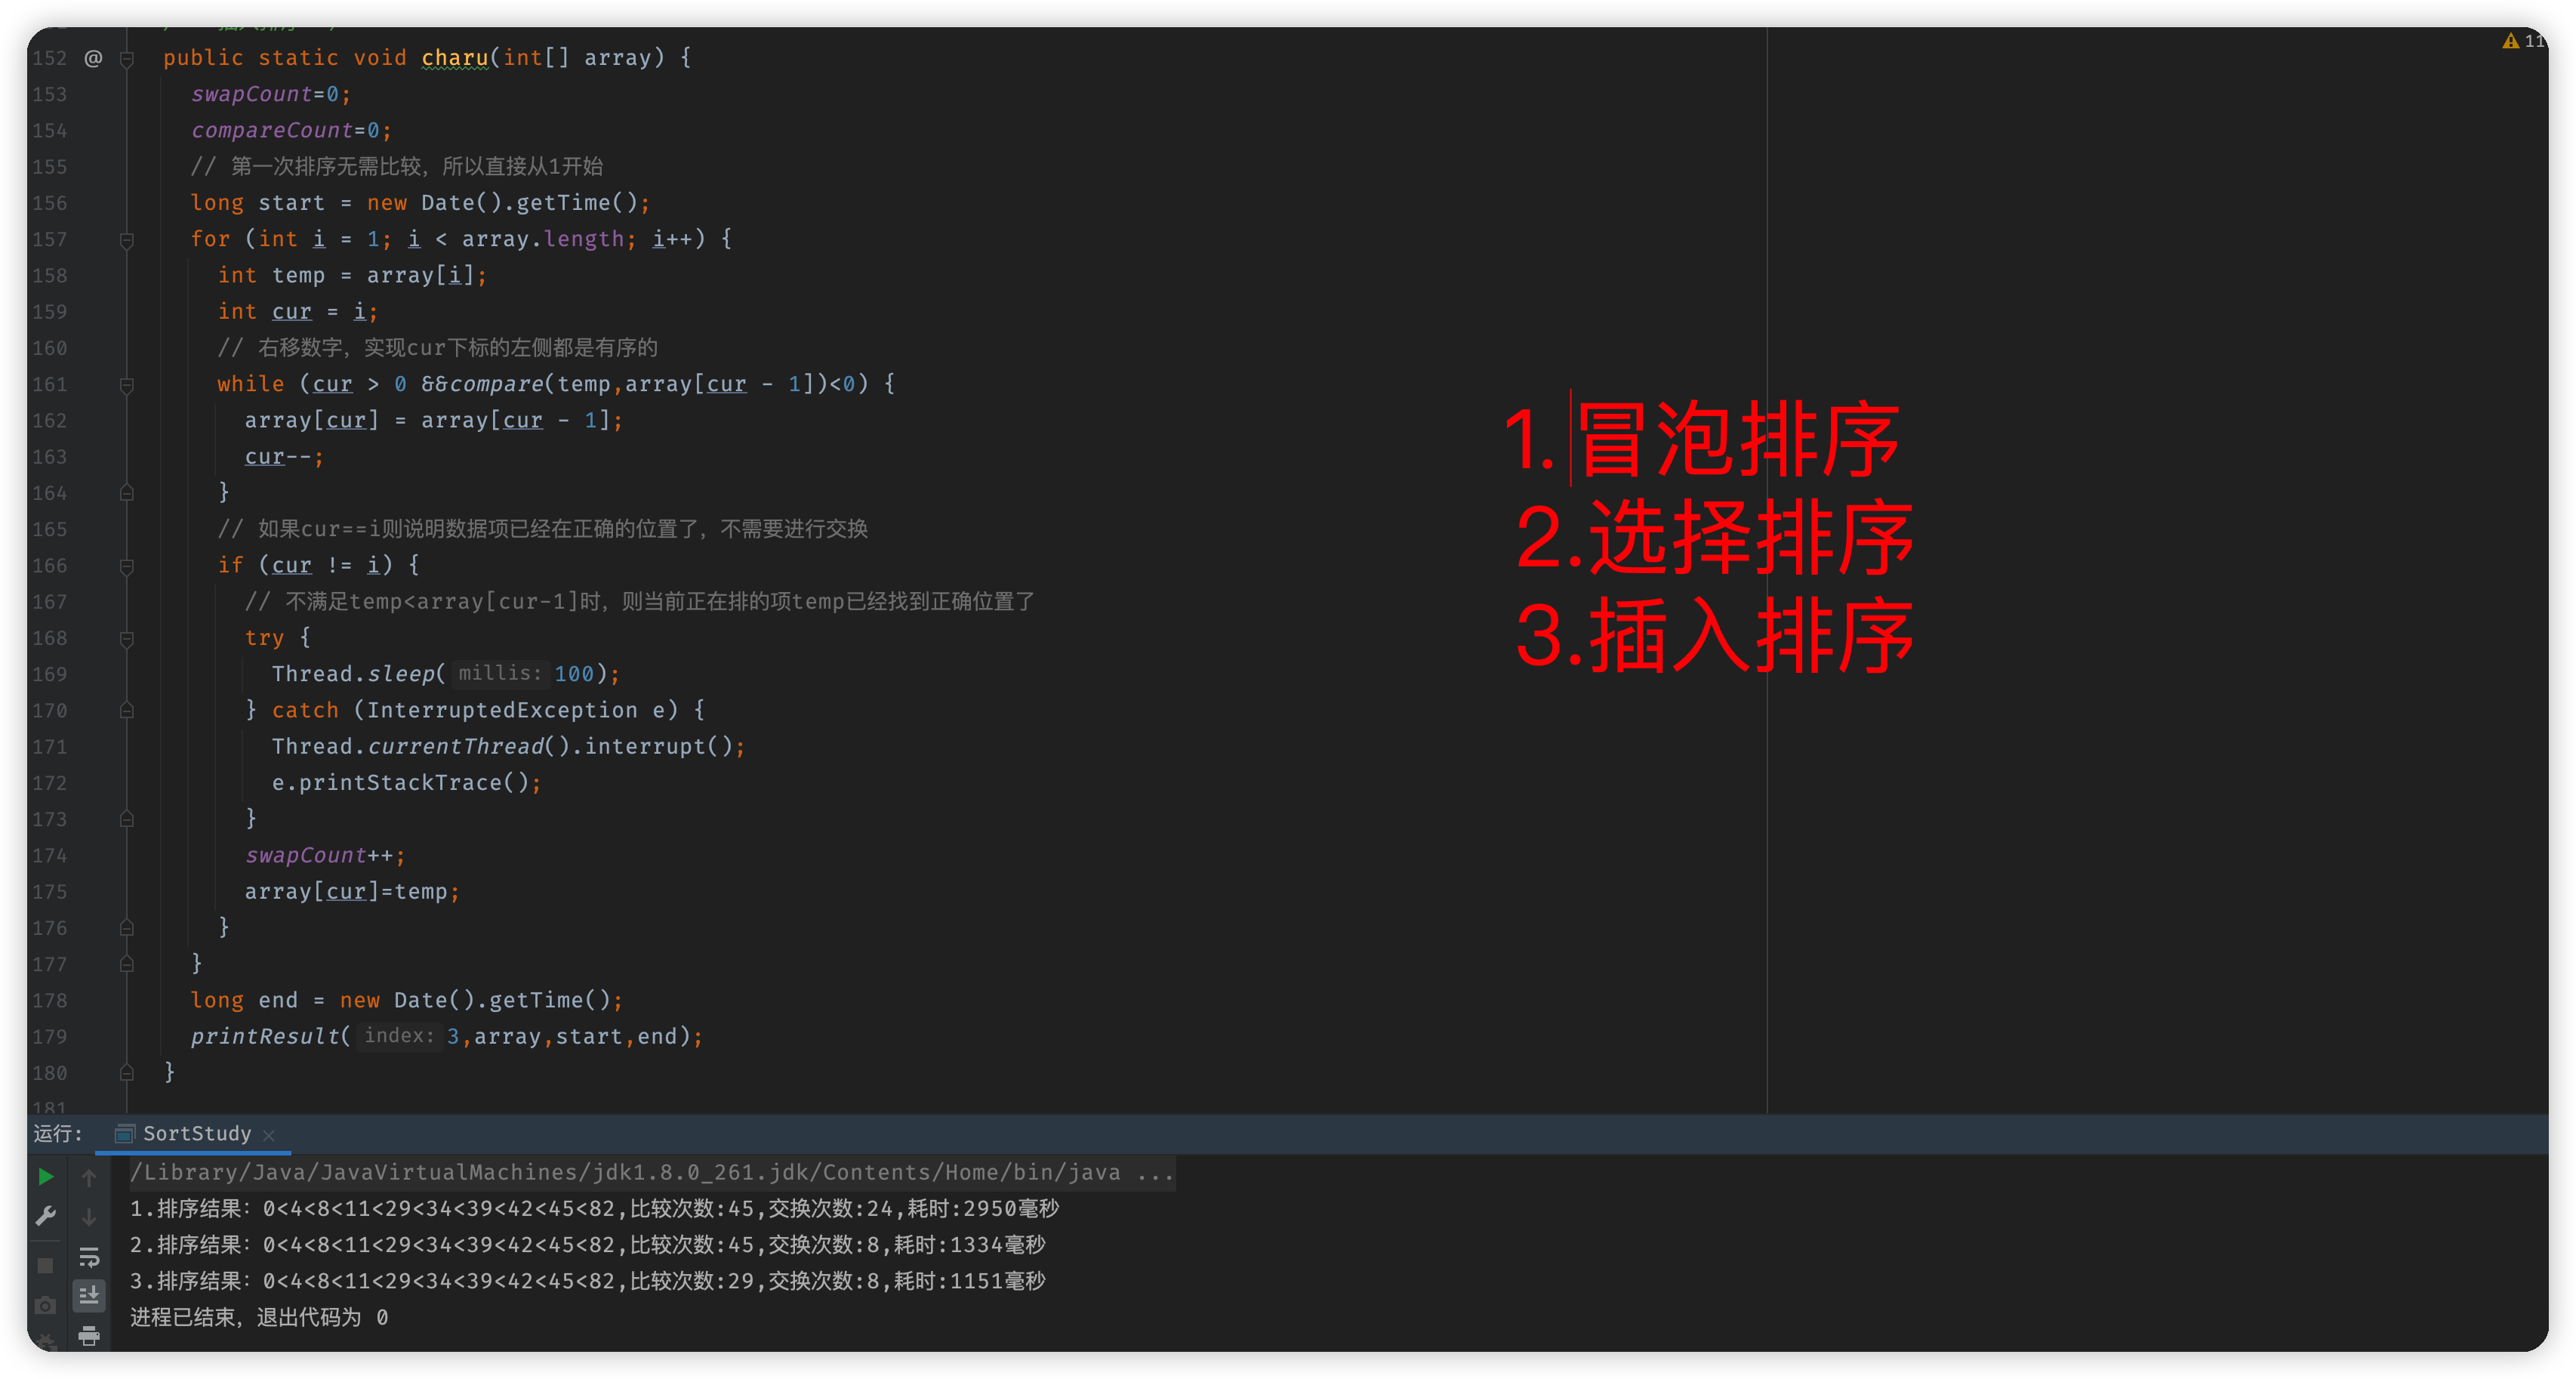 152 @ public static void charu(int[] array) {
153 swapCount=0;
154 compareCount=0;
155 // 第一次排序无需比较，所以直接从1开始
156 long start = new Date().getTime();
157 for (int i = 1; i < array.length; i++) {
158 int temp = array[i];
159 int cur = i;
160 // 右移数字，实现cur下标的左侧都是有序的
161 while (cur > 0 &&compare(temp,array[cur - 1])<0) {
162 array[cur] = array[cur - 1];
163 cur--;
164 }
165 // 如果cur==i则说明数据项已经在正确的位置了，不需要进行交换
166 if (cur != i) {
167 // 不满足temp<array[cur-1]时，则当前正在排的项temp已经找到正确位置了
168 try {
169 Thread.sleep( millis: 100);
170 } catch (InterruptedException e) {
171 Thread.currentThread().interrupt();
172 e.printStackTrace();
173 }
174 swapCount++;
175 array[cur]=temp;
176 }
177 }
178 long end = new Date().getTime();
179 printResult( index: 3,array,start,end);
180 }
181
11
1.冒泡排序
2.选择排序
3.插入排序
运行: SortStudy
/Library/Java/JavaVirtualMachines/jdk1.8.0_261.jdk/Contents/Home/bin/java ...
1.排序结果: 0<4<8<11<29<34<39<42<45<82,比较次数:45,交换次数:24,耗时:2950毫秒
2.排序结果: 0<4<8<11<29<34<39<42<45<82,比较次数:45,交换次数:8,耗时:1334毫秒
3.排序结果: 0<4<8<11<29<34<39<42<45<82,比较次数:29,交换次数:8,耗时:1151毫秒
进程已结束，退出代码为 0